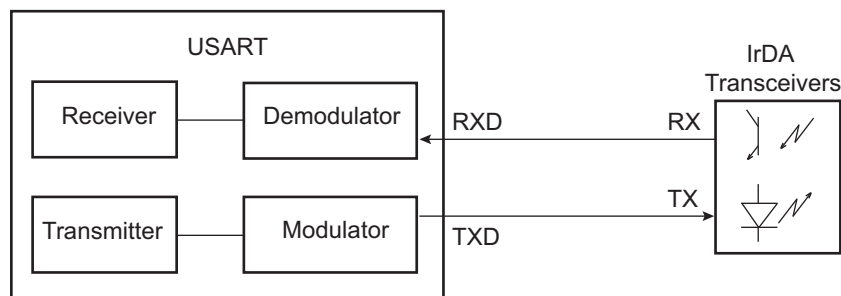 USART
IrDA
Transceivers
Receiver
Demodulator
RXD
RX
Transmitter
Modulator
TXD
TX